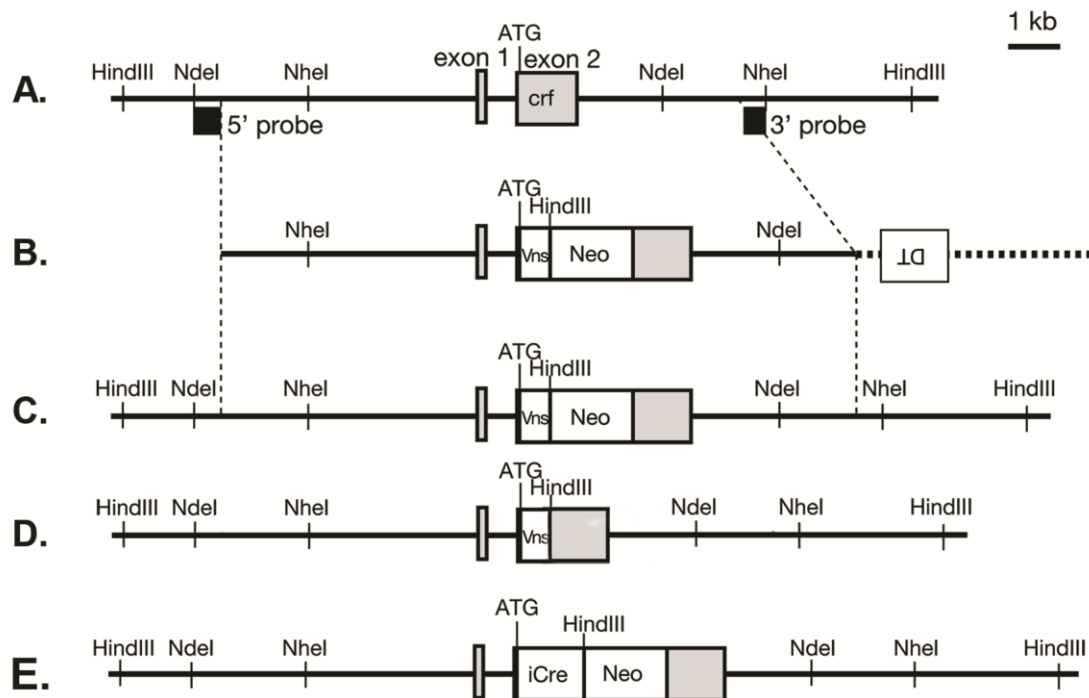 1 kb
ATG
exon 1 exon 2
HindIII NdeI NheI NdeI NheI HindIII
A.
crf
5' probe 3' probe
ATG
HindIII
NheI NdeI
B.
Vns Neo DT
ATG
HindIII
HindIII NdeI NheI NdeI NheI HindIII
C.
Vns Neo
ATG
HindIII
HindIII NdeI NheI NdeI NheI HindIII
D.
Vns
ATG
HindIII
HindIII NdeI NheI NdeI NheI HindIII
E.
iCre Neo